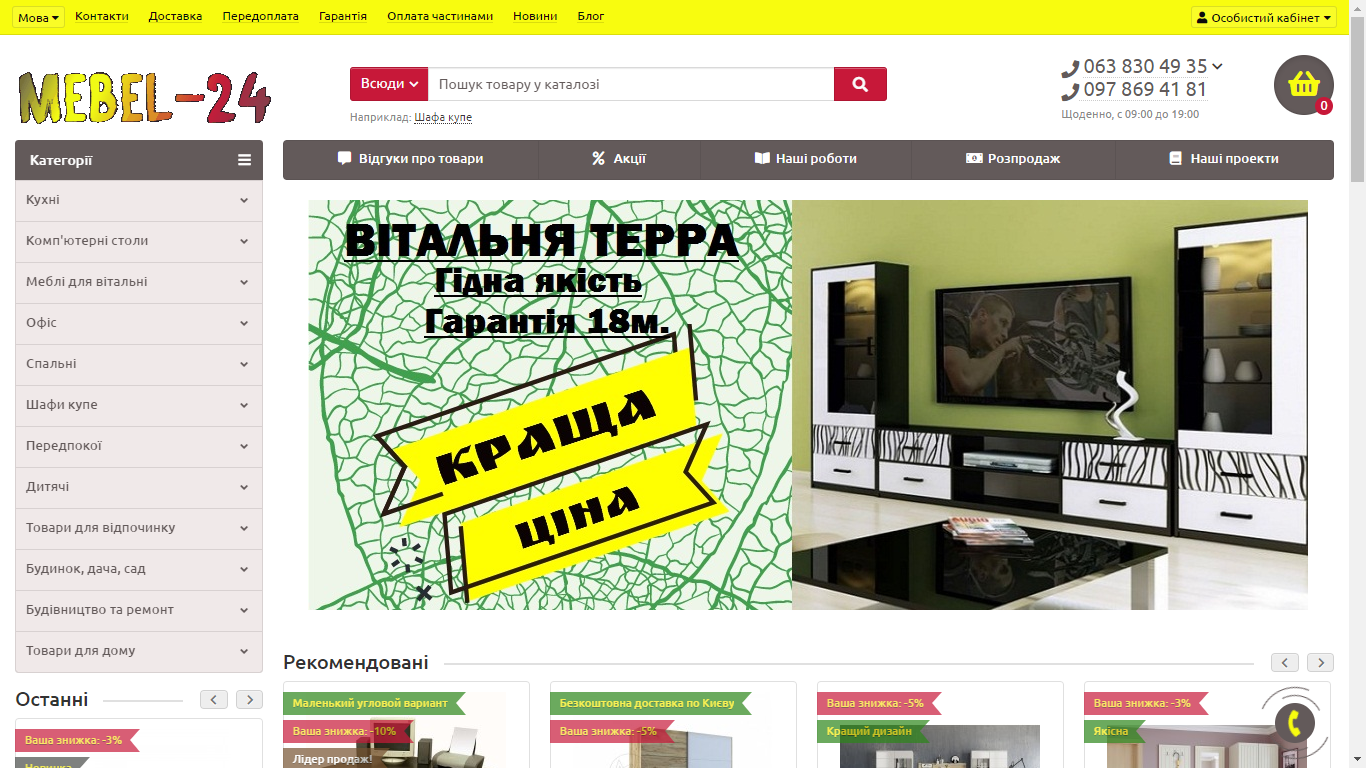 Мова
Контакти
Доставка
Передоплата
Гарантія
Оплата частинами
Новини
Блог
Особистий кабінет
MEBEL-24
Всюди
Пошук товару у каталозі
Наприклад: Шафа купе
063 830 49 35
097 869 41 81
Щоденно, с 09:00 до 19:00
0
Категорії
Відгуки про товари
Акції
Наші роботи
Розпродаж
Наші проекти
Кухні
Комп'ютерні столи
Меблі для вітальні
Офіс
Спальні
Шафи купе
Передпокої
Дитячі
Товари для відпочинку
Будинок, дача, сад
Будівництво та ремонт
Товари для дому
ВІТАЛЬНЯ ТЕРРА
Гідна якість
Гарантія 18м.
КРАЩА
ЦІНА
Останні
Ваша знижка: -3%
Новинка
Рекомендовані
Маленький угловой вариант
Ваша знижка: -10%
Лідер продаж!
Безкоштовна доставка по Києву
Ваша знижка: -5%
Ваша знижка: -5%
Кращий дизайн
Ваша знижка: -3%
Якісна